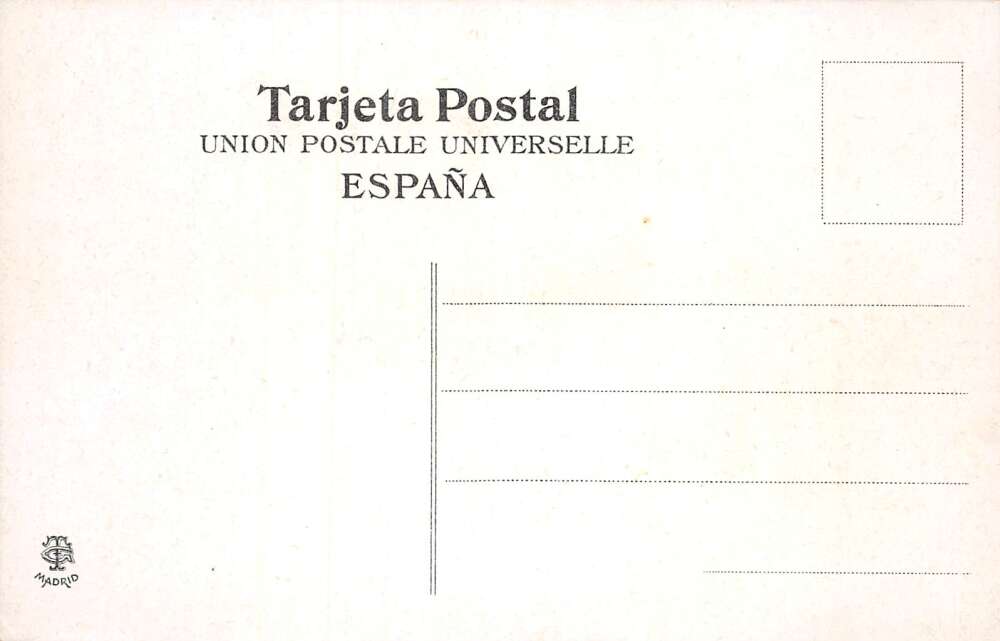 Tarjeta Postal
UNION POSTALE UNIVERSELLE
ESPAÑA
MADRID